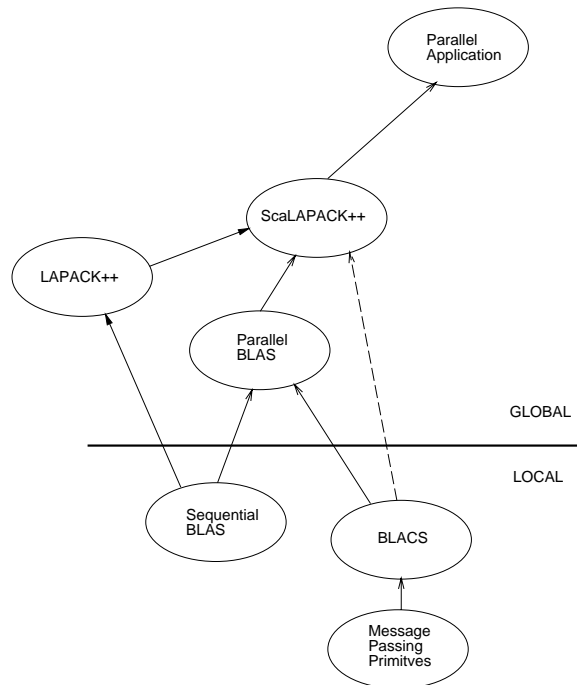 Parallel
Application
ScaLAPACK++
LAPACK++
Parallel
BLAS
GLOBAL
LOCAL
Sequential
BLAS
BLACS
Message
Passing
Primitves